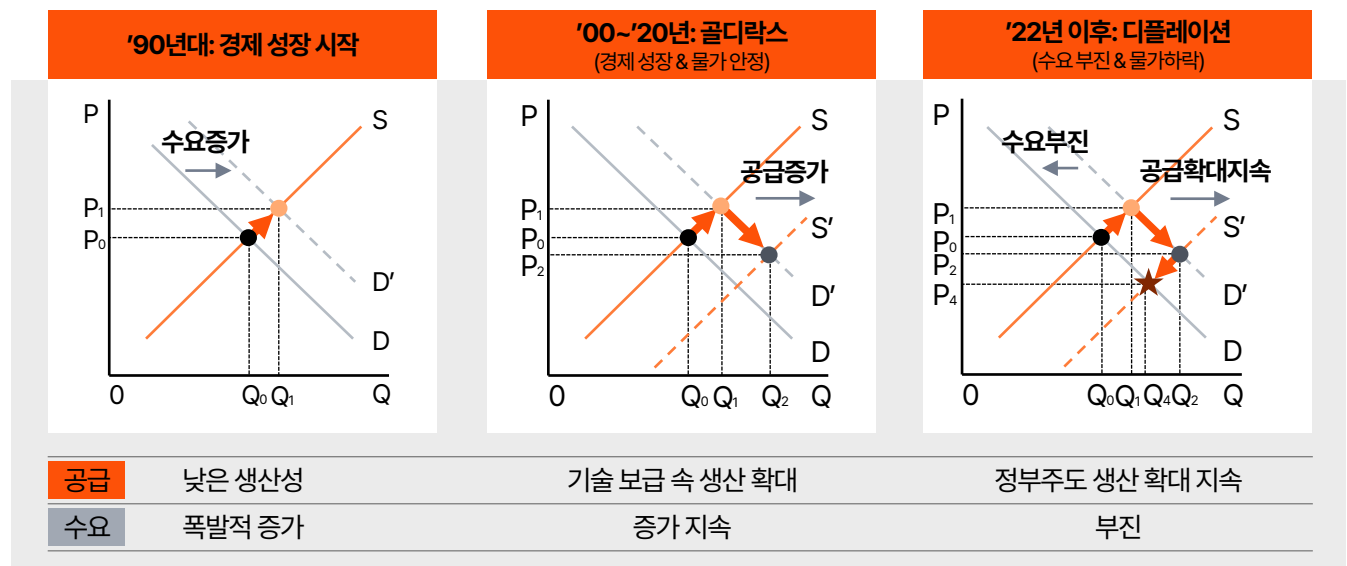 '90년대: 경제 성장 시작
'00~'20년: 골디락스
(경제 성장 & 물가 안정)
'22년 이후: 디플레이션
(수요 부진 & 물가하락)
P
수요증가
S
P₁
P₀
D'
D
0
Q₀ Q₁
Q
P
S
공급증가
P₁
P₀
P₂
S'
D'
D
0
Q₀ Q₁ Q₂ Q
P
S
수요부진
공급확대지속
P₁
P₀
P₂
P₄
S'
D'
D
0
Q₀ Q₁ Q₄ Q₂ Q
공급 낮은 생산성 기술 보급 속 생산 확대 정부주도 생산 확대 지속
수요 폭발적 증가 증가 지속 부진